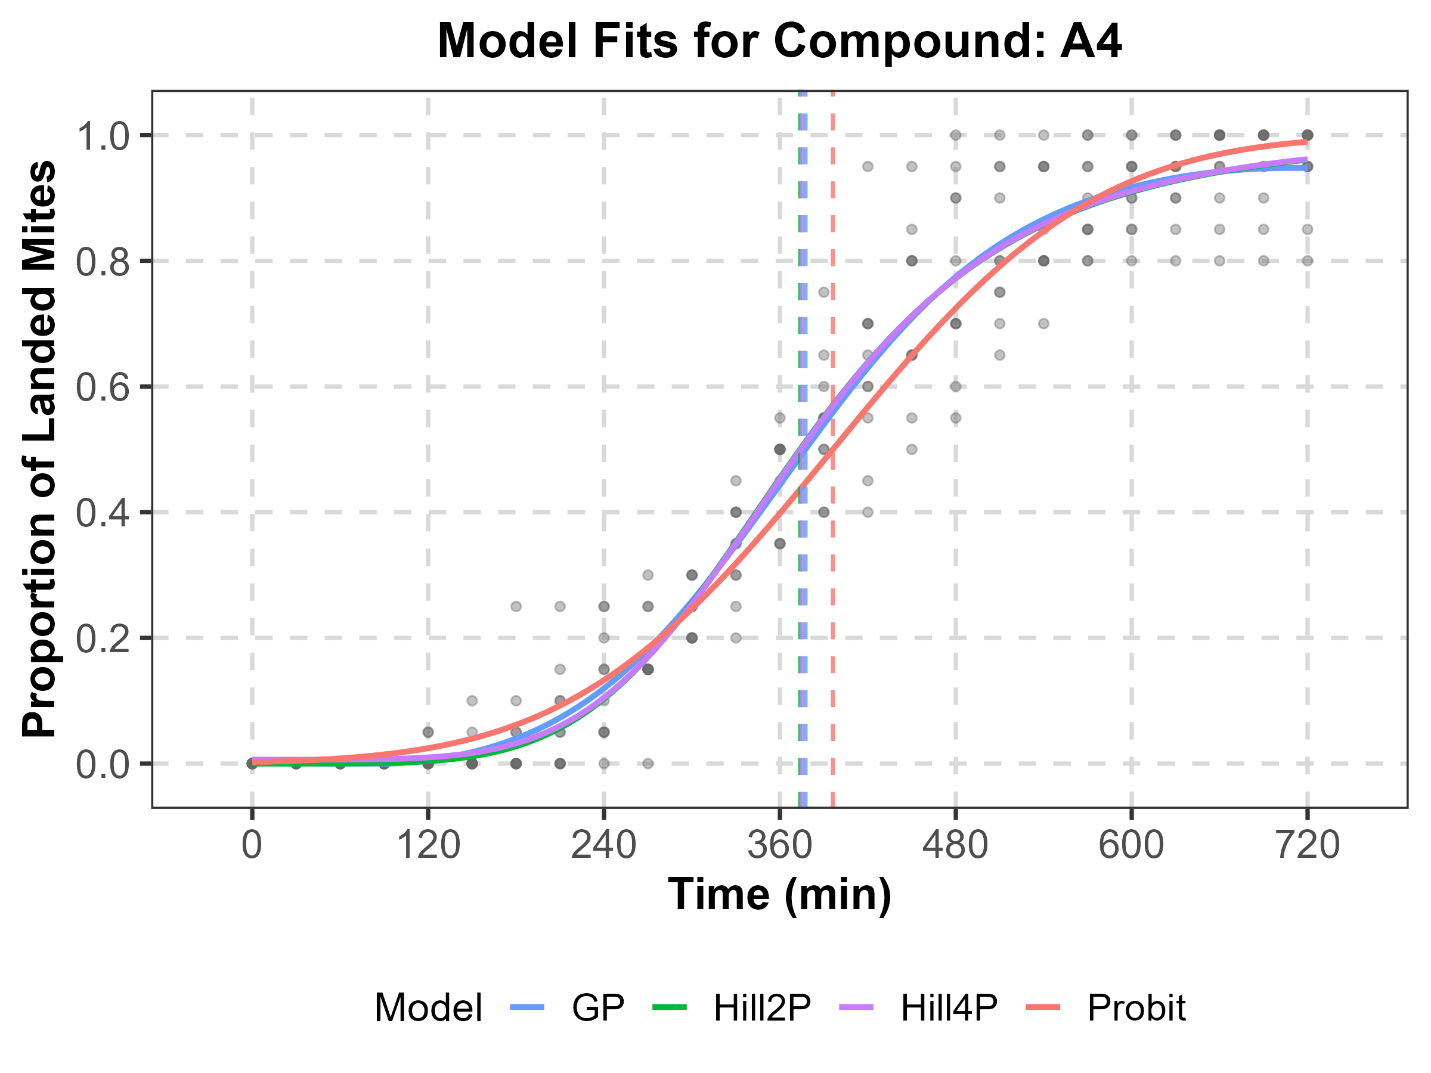 Model Fits for Compound: A4
Proportion of Landed Mites
1.0
0.8
0.6
0.4
0.2
0.0
0 120 240 360 480 600 720
Time (min)
Model GP Hill2P Hill4P Probit